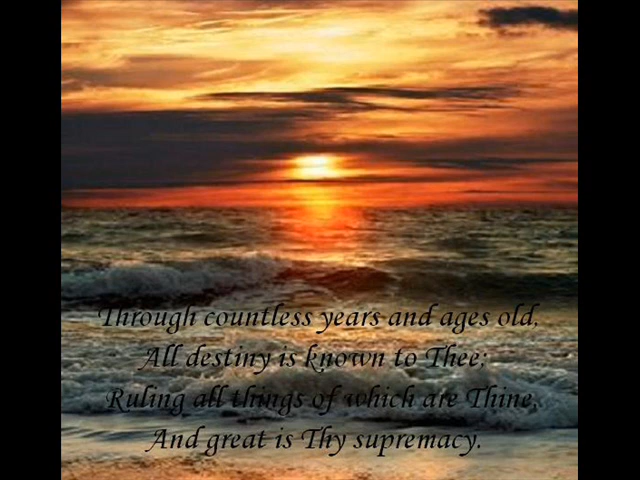 Through countless years and ages old,
All destiny is known to Thee;
Ruling all things of which are Thine,
And great is Thy supremacy.